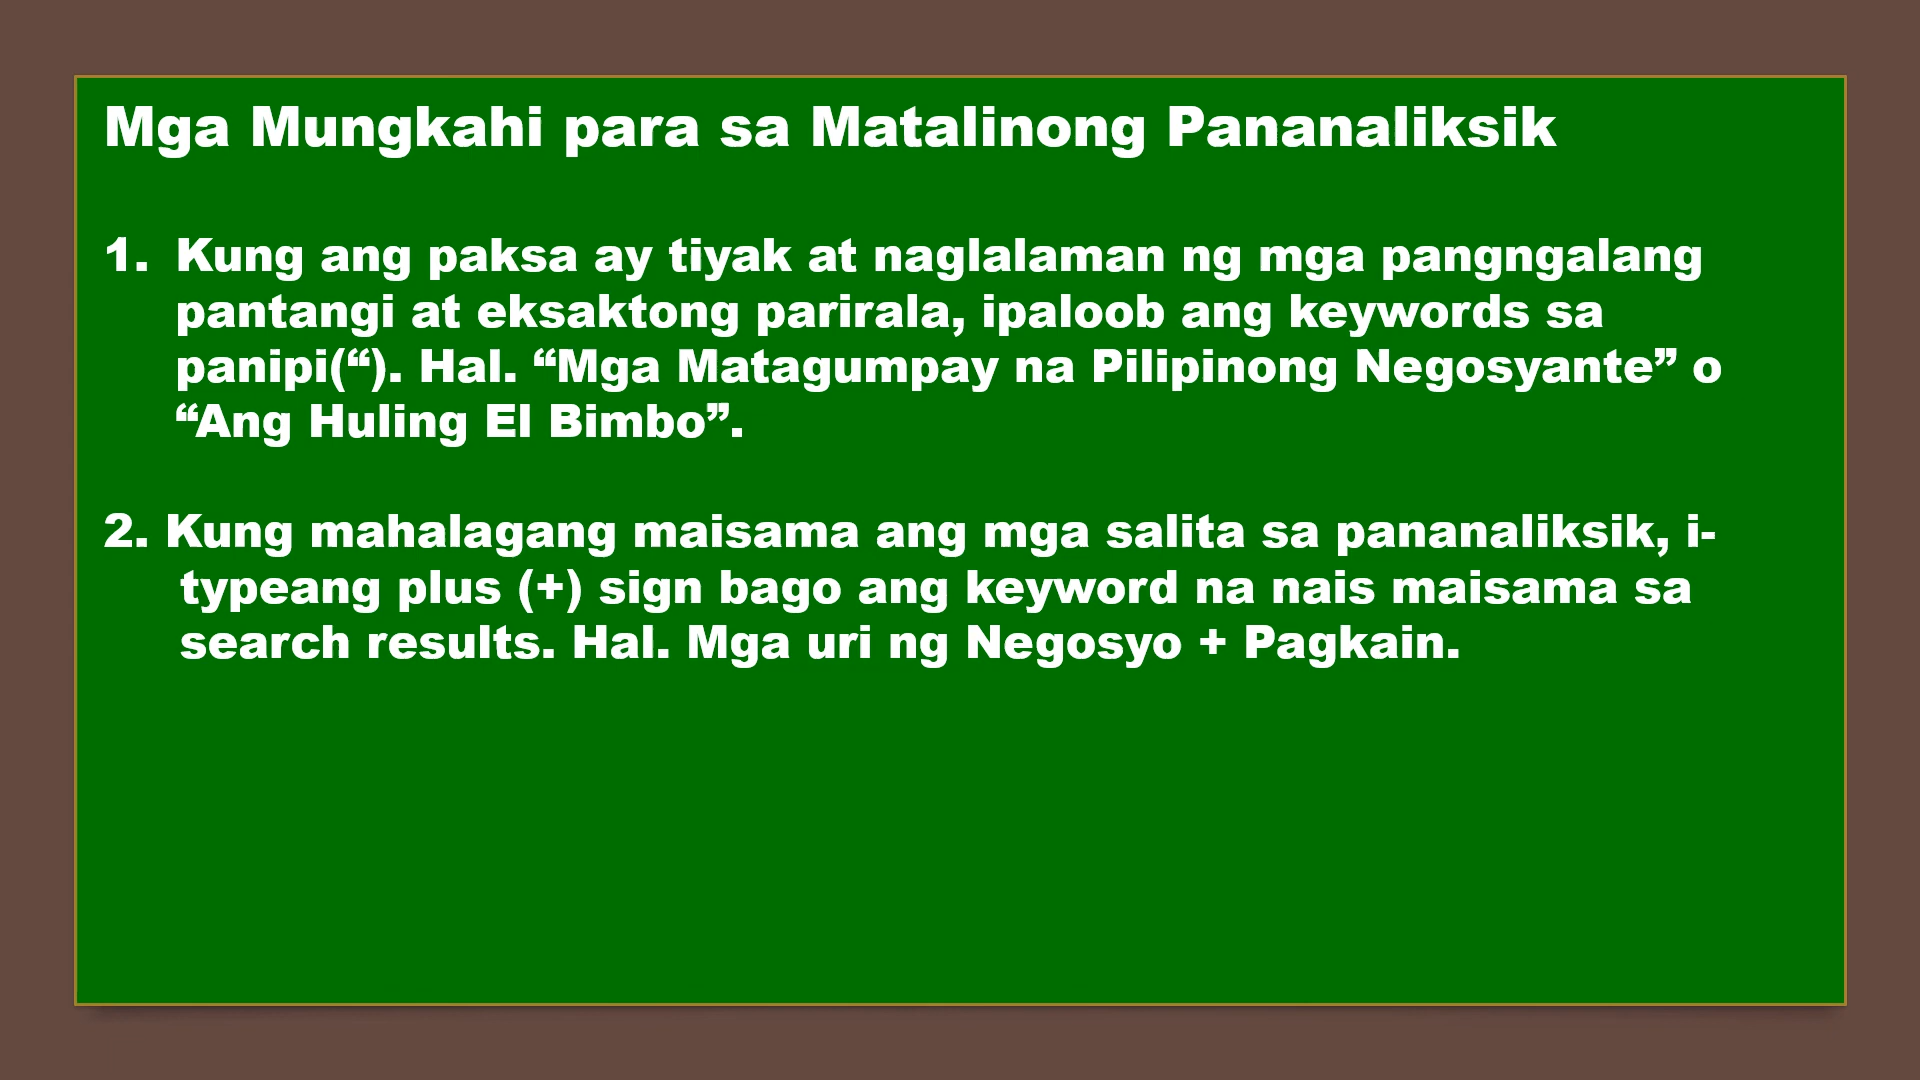 Mga Mungkahi para sa Matalinong Pananaliksik
1. Kung ang paksa ay tiyak at naglalaman ng mga pangngalang
pantangi at eksaktong parirala, ipaloob ang keywords sa
panipi(“). Hal. “Mga Matagumpay na Pilipinong Negosyante” o
“Ang Huling El Bimbo”.
2. Kung mahalagang maisama ang mga salita sa pananaliksik, i-
typeang plus (+) sign bago ang keyword na nais maisama sa
search results. Hal. Mga uri ng Negosyo + Pagkain.